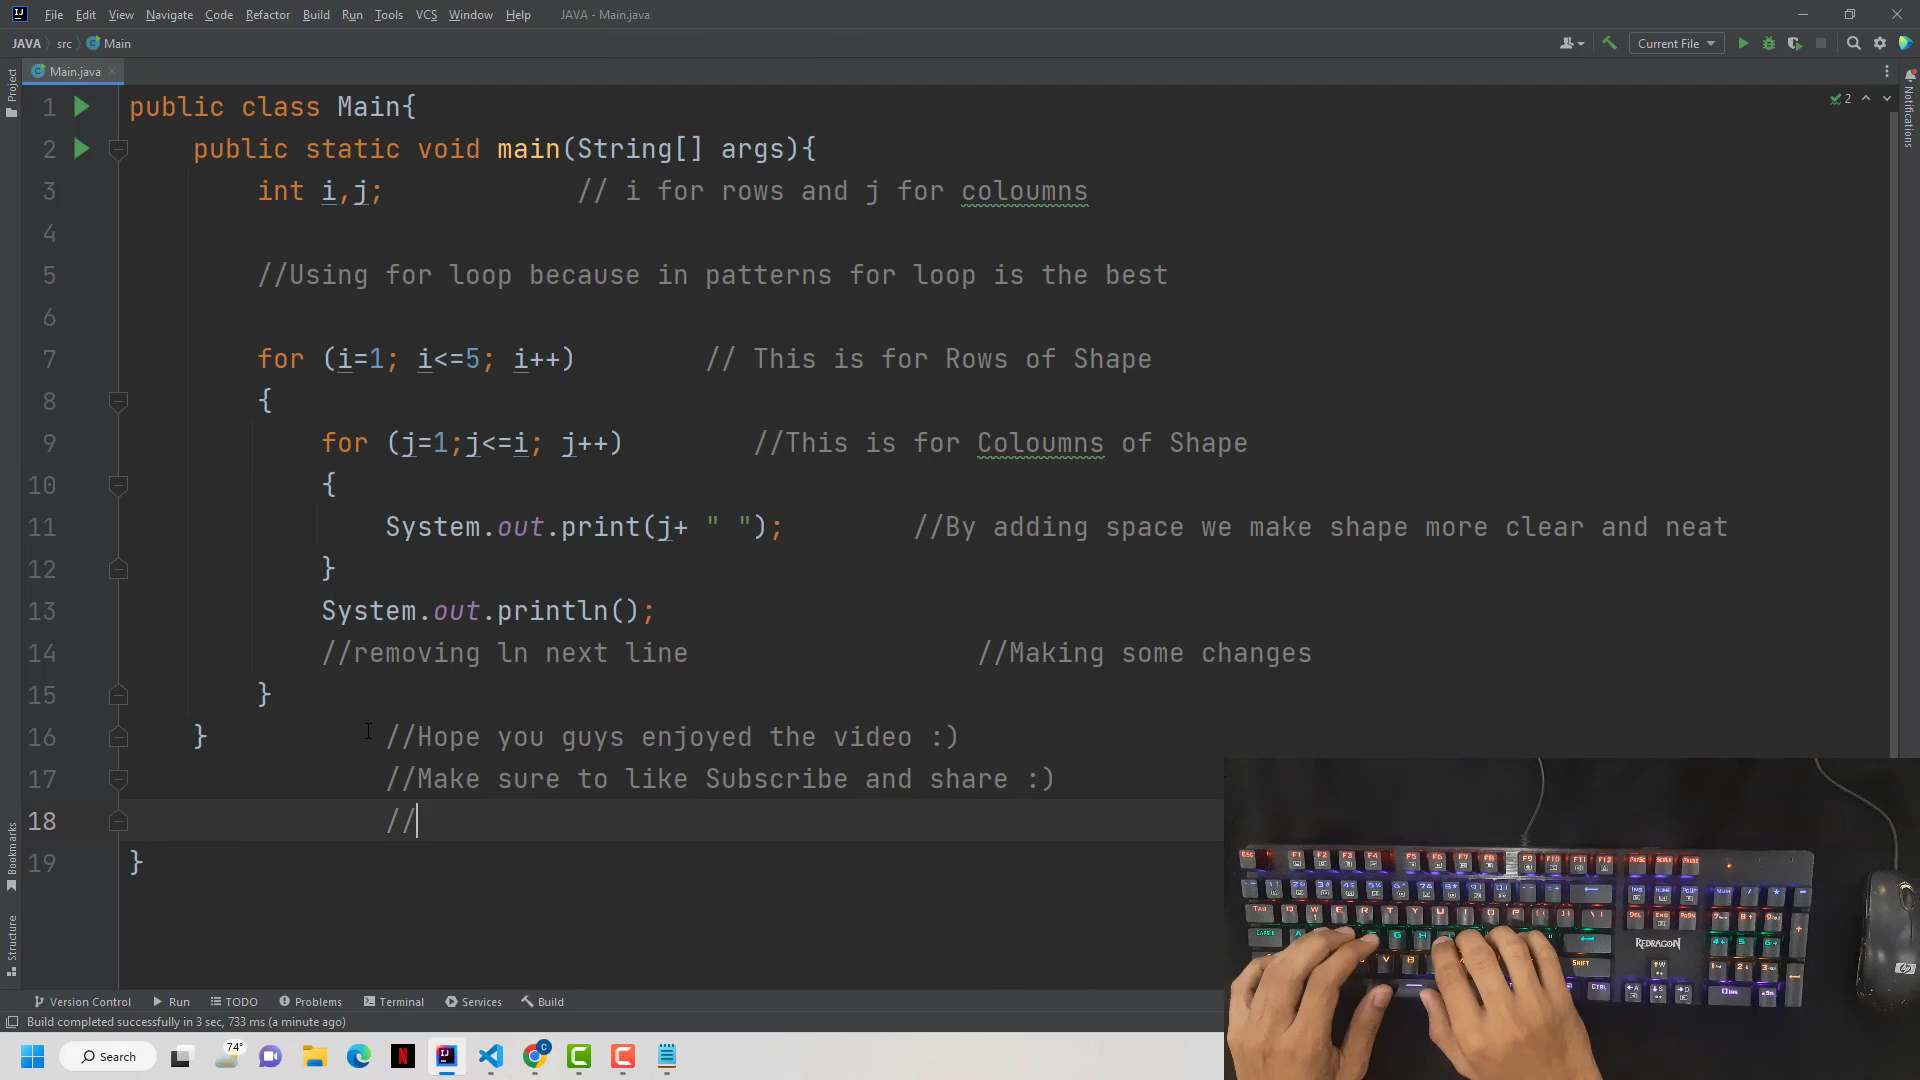 File Edit View Navigate Code Refactor Build Run Tools VCS Window Help JAVA - Main.java
JAVA src Main Current File
Main.java
Project
Notifications
2
1 public class Main{
2 public static void main(String[] args){
3 int i,j; // i for rows and j for coloumns
4
5 //Using for loop because in patterns for loop is the best
6
7 for (i=1; i<=5; i++) // This is for Rows of Shape
8 {
9 for (j=1;j<=i; j++) //This is for Coloumns of Shape
10 {
11 System.out.print(j+ " "); //By adding space we make shape more clear and neat
12 }
13 System.out.println();
14 //removing ln next line //Making some changes
15 }
16 } //Hope you guys enjoyed the video :)
17 //Make sure to like Subscribe and share :)
18 //
19 }
Bookmarks
Structure
REDRAGON
Version Control Run TODO Problems Terminal Services Build
Build completed successfully in 3 sec, 733 ms (a minute ago)
Search 74°